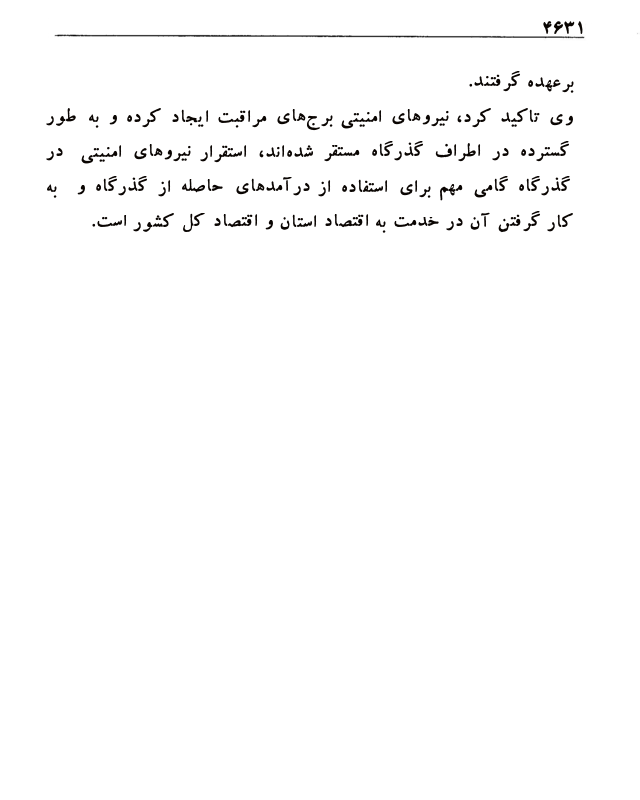 ۴۶۳۱
برعهده گرفتند.
وی تاکید کرد، نیروهای امنیتی برج‌های مراقبت ایجاد کرده و به طور
گسترده در اطراف گذرگاه مستقر شده‌اند، استقرار نیروهای امنیتی در
گذرگاه گامی مهم برای استفاده از درآمدهای حاصله از گذرگاه و به
کار گرفتن آن در خدمت به اقتصاد استان و اقتصاد کل کشور است.